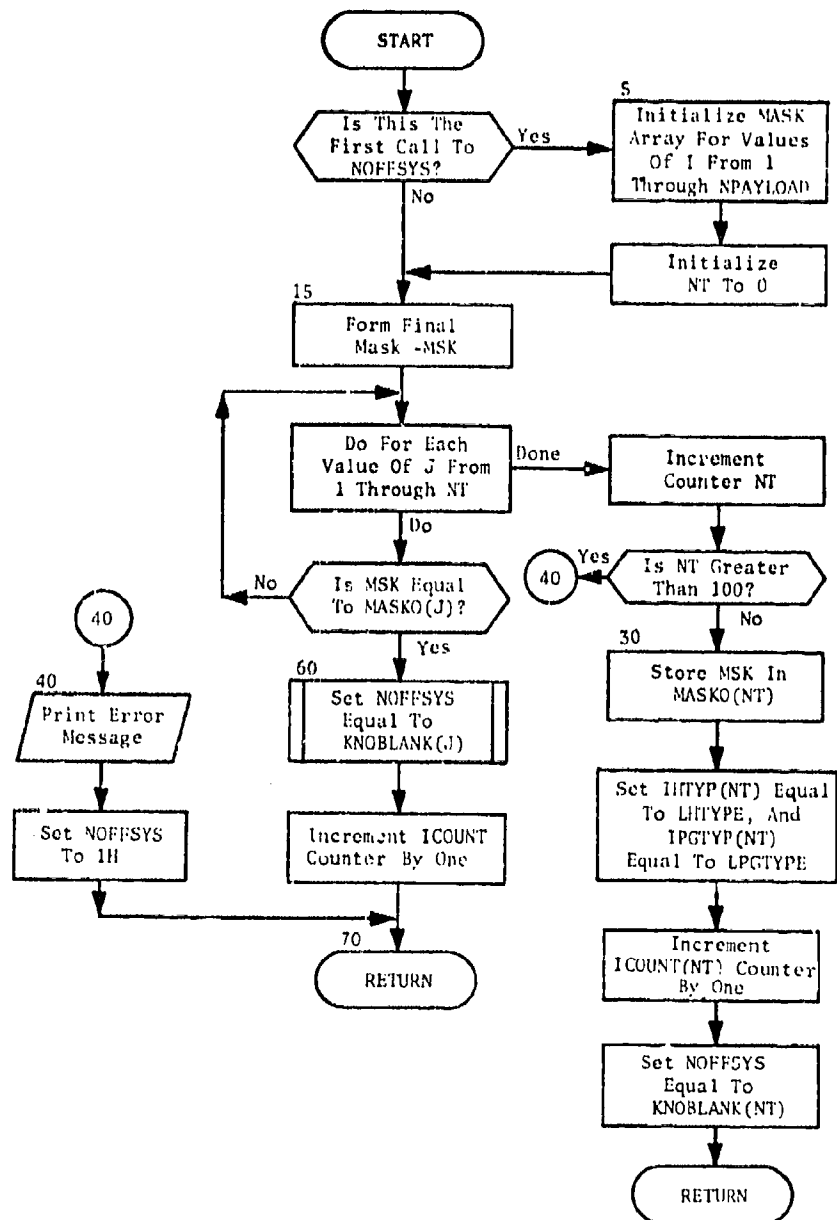 START
Is This The
First Call To
NOFFSYS?
Yes
No
5
Initialize MASK
Array For Values
Of I From 1
Through NPAYLOAD
Initialize
NT To 0
15
Form Final
Mask -MSK
Do For Each
Value Of J From
1 Through NT
Done
Do
Increment
Counter NT
Is NT Greater
Than 100?
Yes
40
No
Is MSK Equal
To MASKO(J)?
No
Yes
40
40
Print Error
Message
Set NOFFSYS
To 1H
60
Set NOFFSYS
Equal To
KNOBLANK(J)
Increment ICOUNT
Counter By One
70
RETURN
30
Store MSK In
MASKO(NT)
Set IHTYP(NT) Equal
To LHTYPE, And
IPGTYP(NT)
Equal To LPGTYPE
Increment
ICOUNT(NT) Counter
By One
Set NOFFSYS
Equal To
KNOBLANK(NT)
RETURN